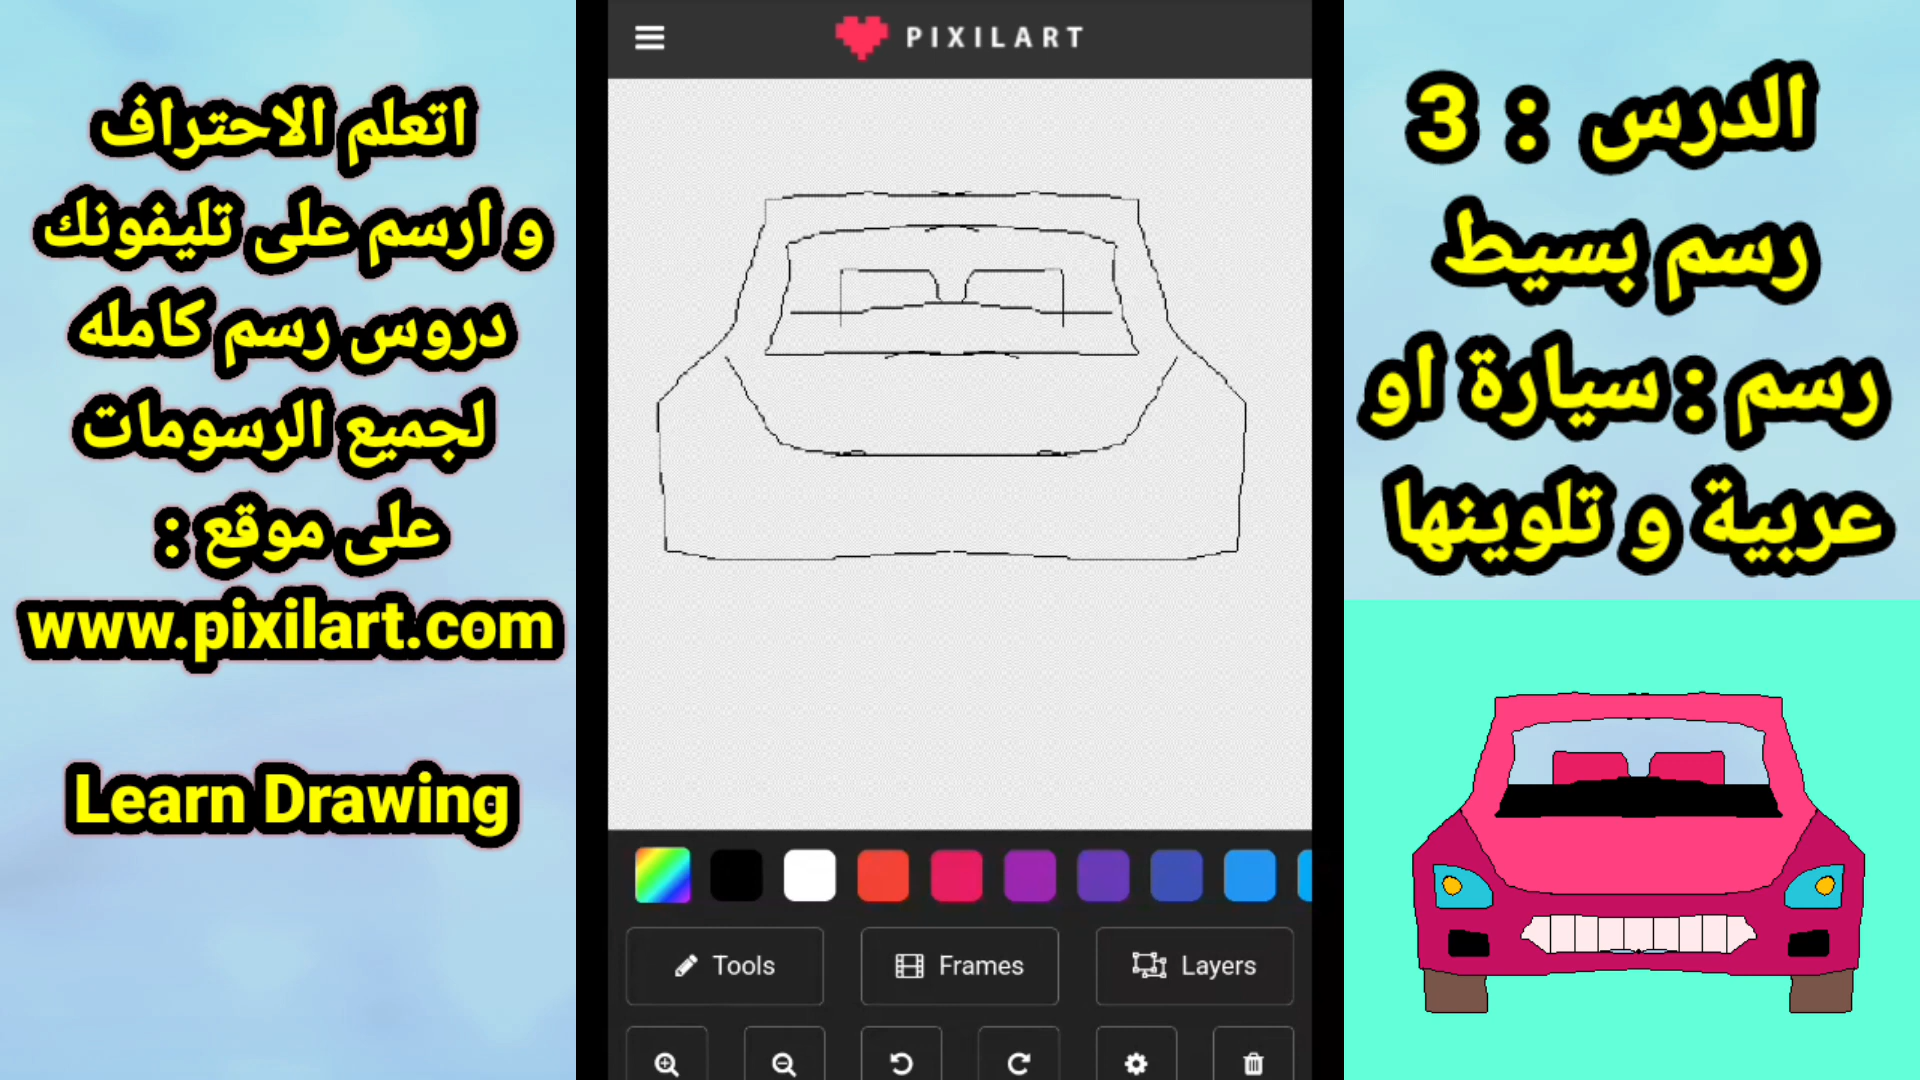 اتعلم الاحتراف
و ارسم على تليفونك
دروس رسم كامله
لجميع الرسومات
على موقع :
www.pixilart.com
Learn Drawing
PIXILART
Tools
Frames
Layers
الدرس : 3
رسم بسيط
رسم : سيارة او
عربية و تلوينها